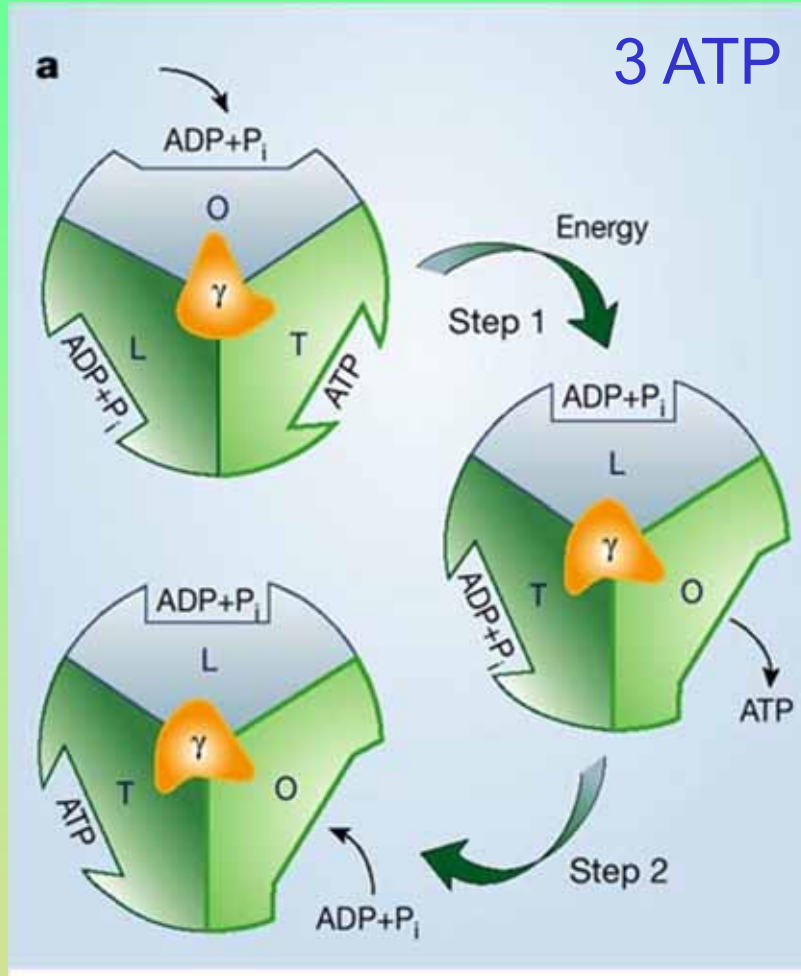 a
3 ATP
ADP+Pi
O
γ
L
T
ADP+Pi
ATP
Energy
Step 1
ADP+Pi
L
γ
T
O
ADP+Pi
ATP
ADP+Pi
L
γ
T
O
ATP
ADP+Pi
Step 2